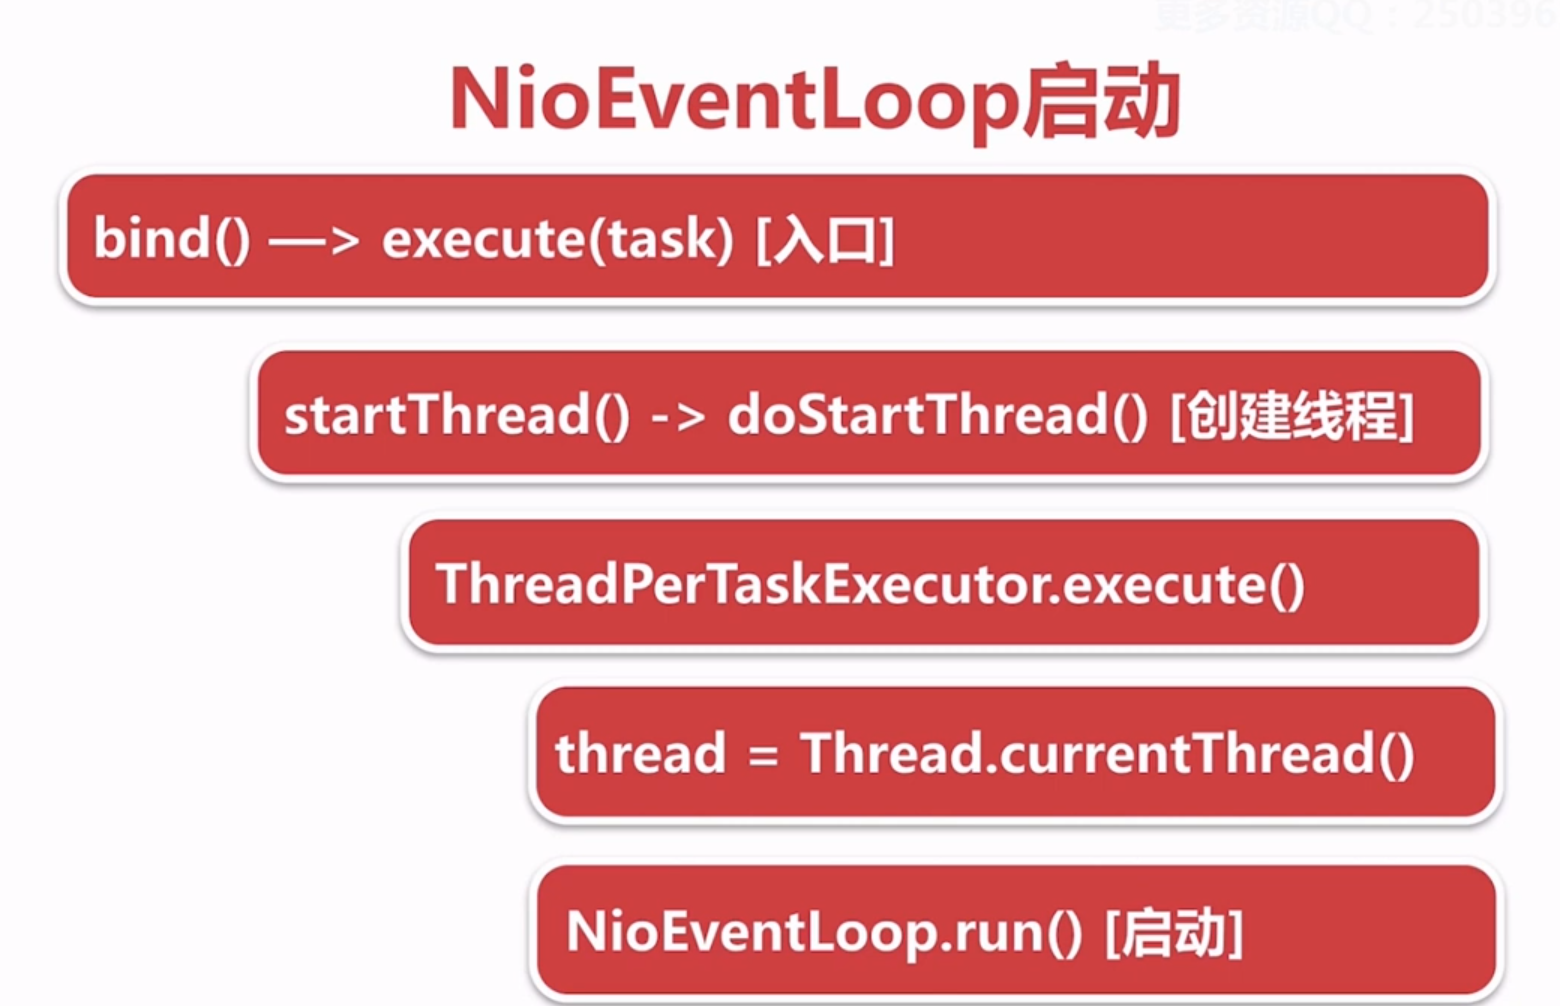 更多资源QQ：250396
NioEventLoop启动
bind() —> execute(task) [入口]
startThread() -> doStartThread() [创建线程]
ThreadPerTaskExecutor.execute()
thread = Thread.currentThread()
NioEventLoop.run() [启动]